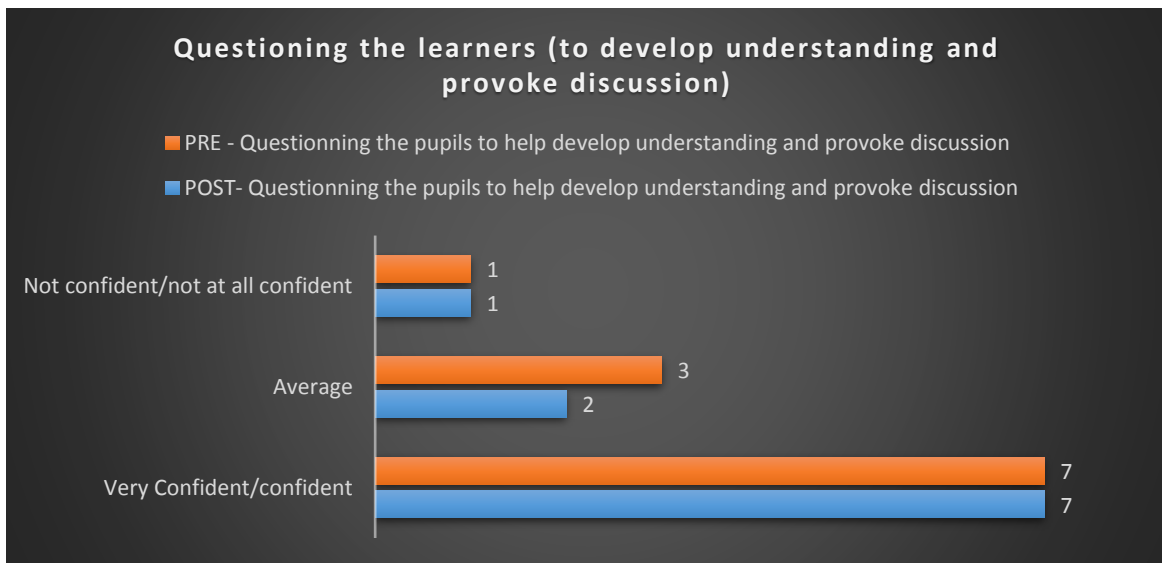 Questioning the learners (to develop understanding and
provoke discussion)
PRE - Questionning the pupils to help develop understanding and provoke discussion
POST- Questionning the pupils to help develop understanding and provoke discussion
Not confident/not at all confident
1
1
Average
3
2
Very Confident/confident
7
7